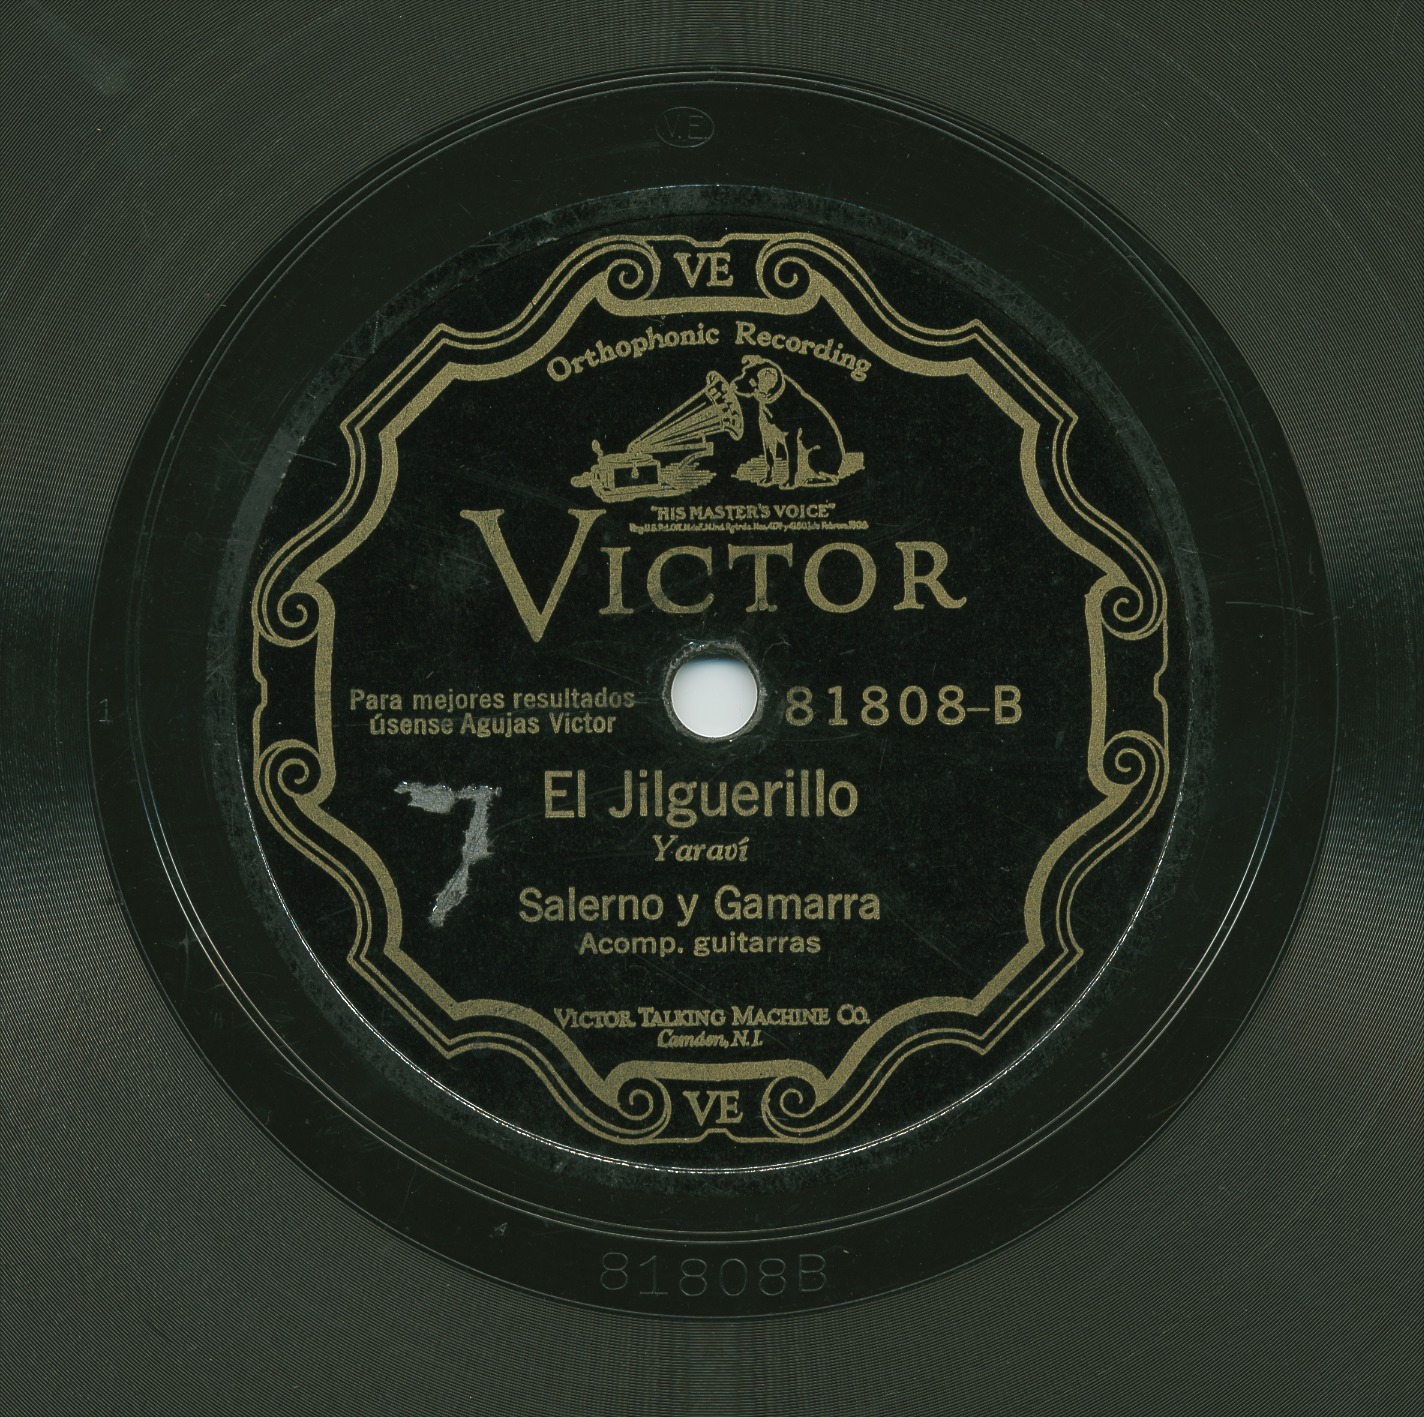 V.E.
VE
Orthophonic Recording
"HIS MASTER'S VOICE"
VICTOR
Para mejores resultados
úsense Agujas Victor
81808-B
El Jilguerillo
Yaraví
7
Salerno y Gamarra
Acomp. guitarras
VICTOR TALKING MACHINE CO.
Camden, N.J.
VE
1
A
81808B